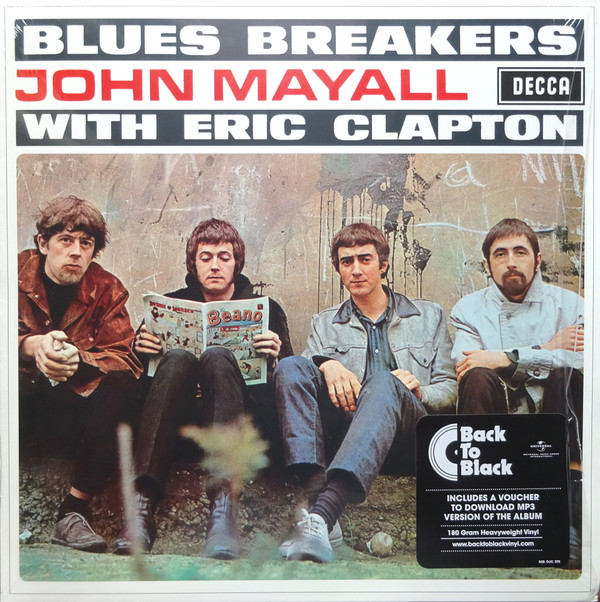 BLUES BREAKERS
JOHN MAYALL
DECCA
WITH ERIC CLAPTON
Beano
Back
To
Black
UNIVERSAL
INCLUDES A VOUCHER
TO DOWNLOAD MP3
VERSION OF THE ALBUM
180 Gram Heavyweight Vinyl
www.backtoblackvinyl.com